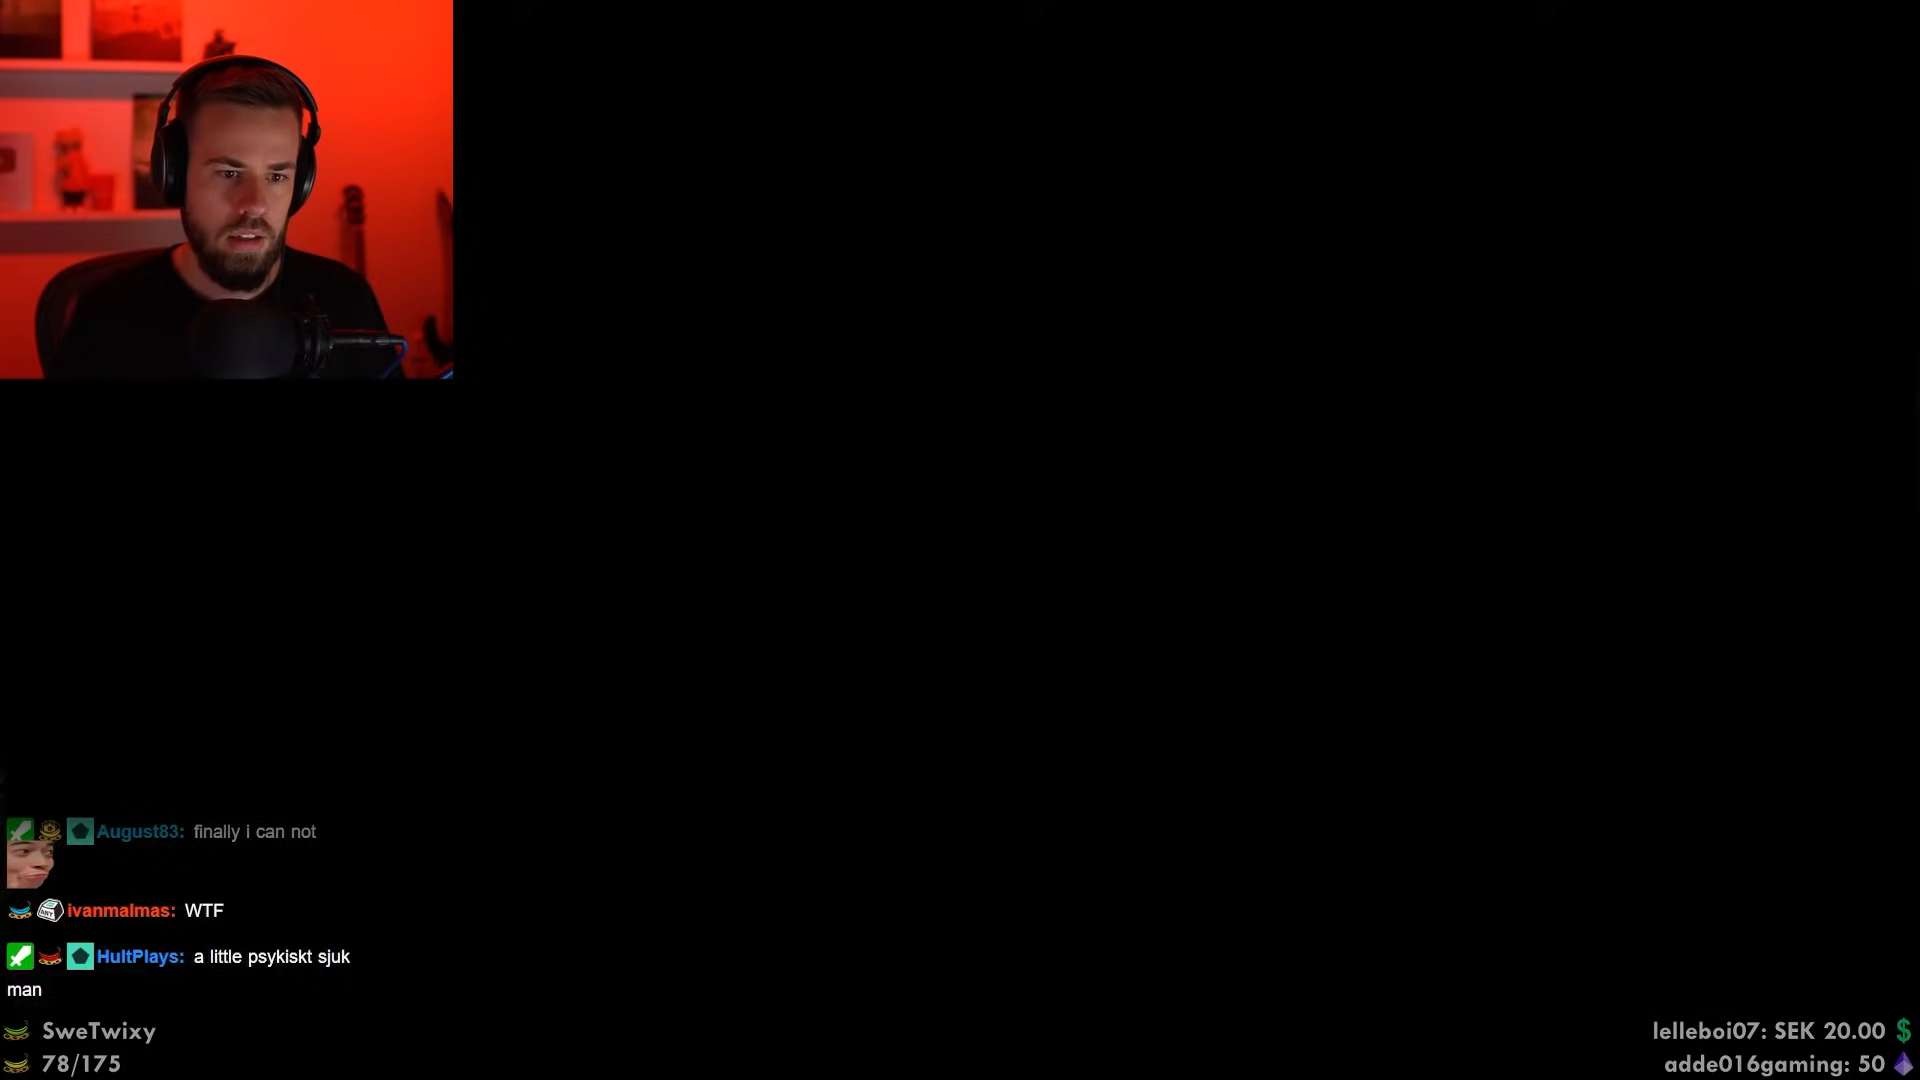 August83: finally i can not
ivanmalmas: WTF
HultPlays: a little psykiskt sjuk
man
SweTwixy
78/175
lelleboi07: SEK 20.00 $
adde016gaming: 50